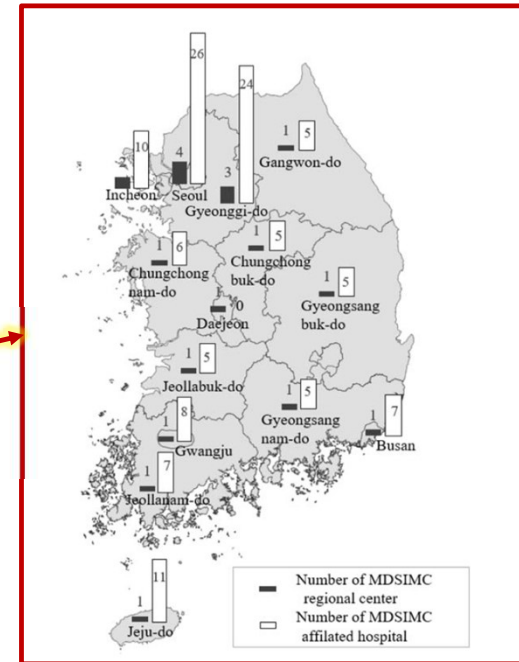 26
24
10
4
1
5
2
3
Gangwon-do
Incheon
Seoul
Gyeonggi-do
1
6
1
5
Chungchong
nam-do
Chungchong
buk-do
1
5
Gyeongsang
buk-do
1
0
Daejeon
1
5
Jeollabuk-do
1
5
Gyeongsang
nam-do
1
7
Busan
1
8
Gwangju
1
7
Jeollanam-do
1
11
Jeju-do
Number of MDSIMC
regional center
Number of MDSIMC
affilated hospital